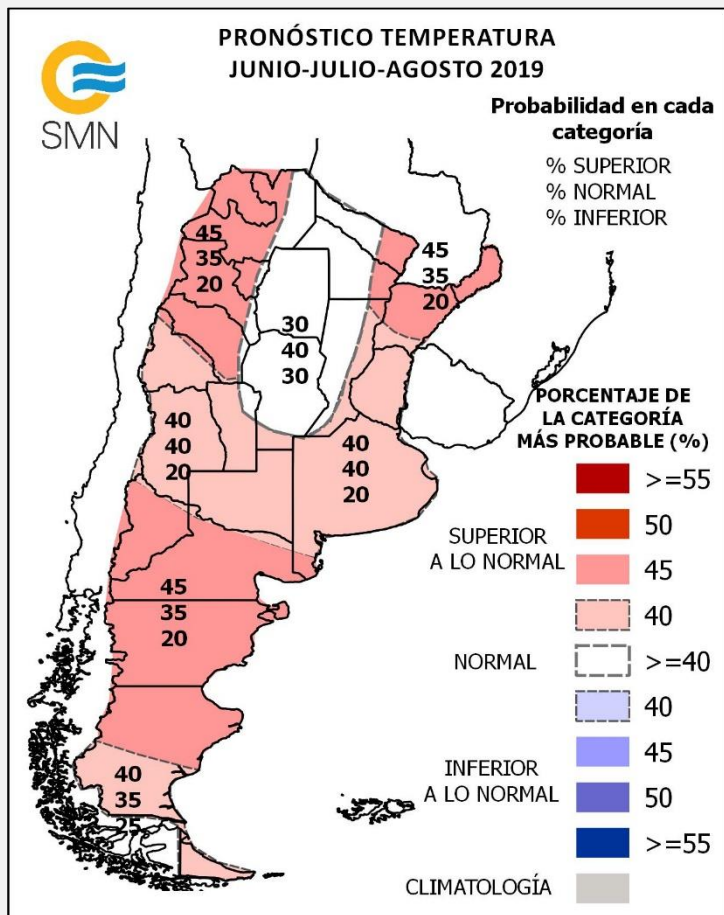 PRONÓSTICO TEMPERATURA
JUNIO-JULIO-AGOSTO 2019
SMN
Probabilidad en cada
categoría
% SUPERIOR
% NORMAL
% INFERIOR
45
35
20
45
35
20
30
40
30
40
40
20
40
40
20
45
35
20
40
35
25
PORCENTAJE DE
LA CATEGORÍA
MÁS PROBABLE (%)
>=55
50
SUPERIOR
A LO NORMAL
45
40
NORMAL
>=40
40
45
INFERIOR
A LO NORMAL
50
>=55
CLIMATOLOGÍA